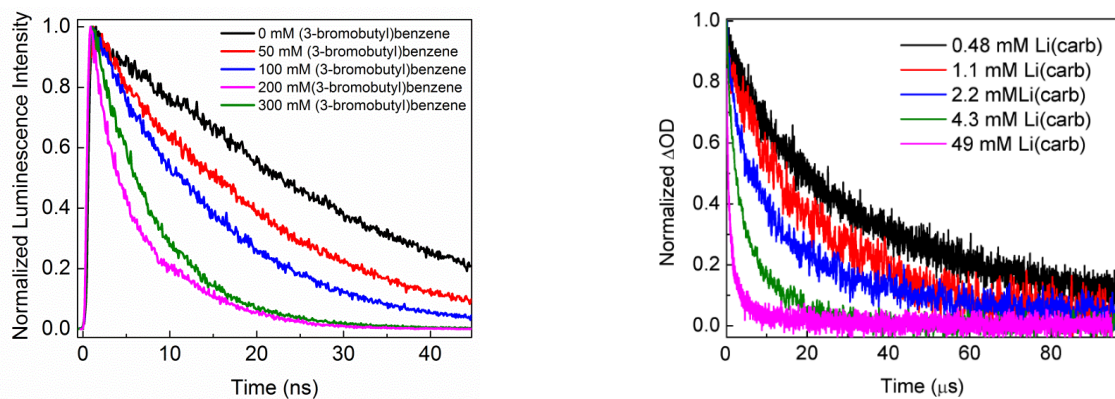 Normalized Luminescence Intensity
1.0
0.8
0.6
0.4
0.2
0.0
0 mM (3-bromobutyl)benzene
50 mM (3-bromobutyl)benzene
100 mM (3-bromobutyl)benzene
200 mM (3-bromobutyl)benzene
300 mM (3-bromobutyl)benzene
0 10 20 30 40
Time (ns)
Normalized ΔOD
1.0
0.8
0.6
0.4
0.2
0.0
0.48 mM Li(carb)
1.1 mM Li(carb)
2.2 mMLi(carb)
4.3 mM Li(carb)
49 mM Li(carb)
0 20 40 60 80
Time (μs)